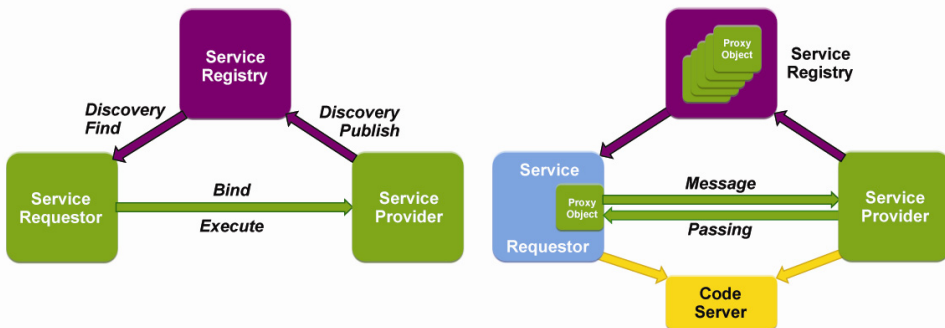 Service
Registry
Discovery
Find
Discovery
Publish
Service
Requestor
Bind
Execute
Service
Provider
Proxy
Object
Service
Registry
Service
Proxy
Object
Requestor
Message
Passing
Service
Provider
Code
Server